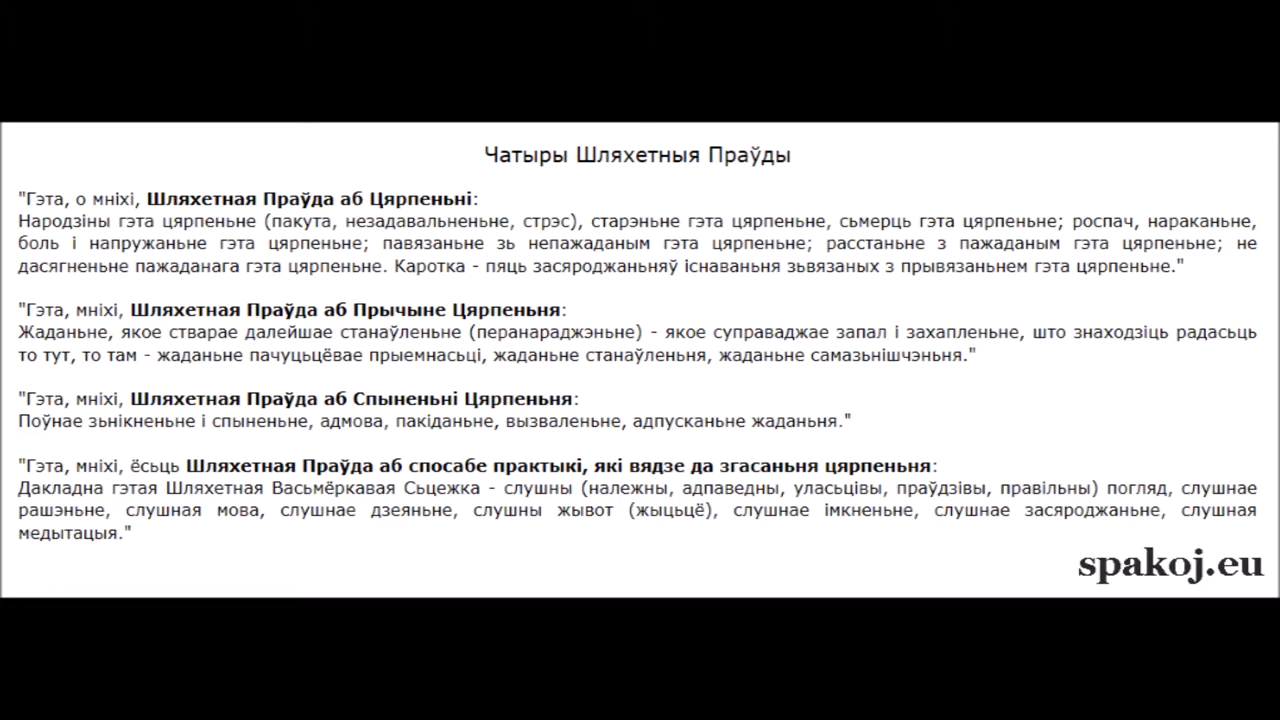 Чатыры Шляхетныя Праўды
"Гэта, о мніхі, Шляхетная Праўда аб Цярпеньні:
Народзіны гэта цярпеньне (пакута, незадавальненьне, стрэс), старэньне гэта цярпеньне, сьмерць гэта цярпеньне; роспач, нараканьне,
боль і напружаньне гэта цярпеньне; павязаньне зь непажаданым гэта цярпеньне; расстаньне з пажаданым гэта цярпеньне; не
дасягненьне пажаданага гэта цярпеньне. Каротка - пяць засяроджаньняў існаваньня зьвязаных з прывязаньнем гэта цярпеньне."
"Гэта, мніхі, Шляхетная Праўда аб Прычыне Цярпеньня:
Жаданьне, якое стварае далейшае станаўленьне (перанараджэньне) - якое суправаджае запал і захапленьне, што знаходзіць радасьць
то тут, то там - жаданьне пачуцьцёвае прыемнасьці, жаданьне станаўленьня, жаданьне самазьнішчэньня."
"Гэта, мніхі, Шляхетная Праўда аб Спыненьні Цярпеньня:
Поўнае зьнікненьне і спыненьне, адмова, пакіданьне, вызваленьне, адпусканьне жаданьня."
"Гэта, мніхі, ёсьць Шляхетная Праўда аб спосабе практыкі, які вядзе да згасаньня цярпеньня:
Дакладна гэтая Шляхетная Васьмёркавая Сьцежка - слушны (належны, адпаведны, уласьцівы, праўдзівы, правільны) погляд, слушнае
рашэньне, слушная мова, слушнае дзеяньне, слушны жывот (жыцьцё), слушнае імкненьне, слушнае засяроджаньне, слушная
медытацыя."
spakoj.eu